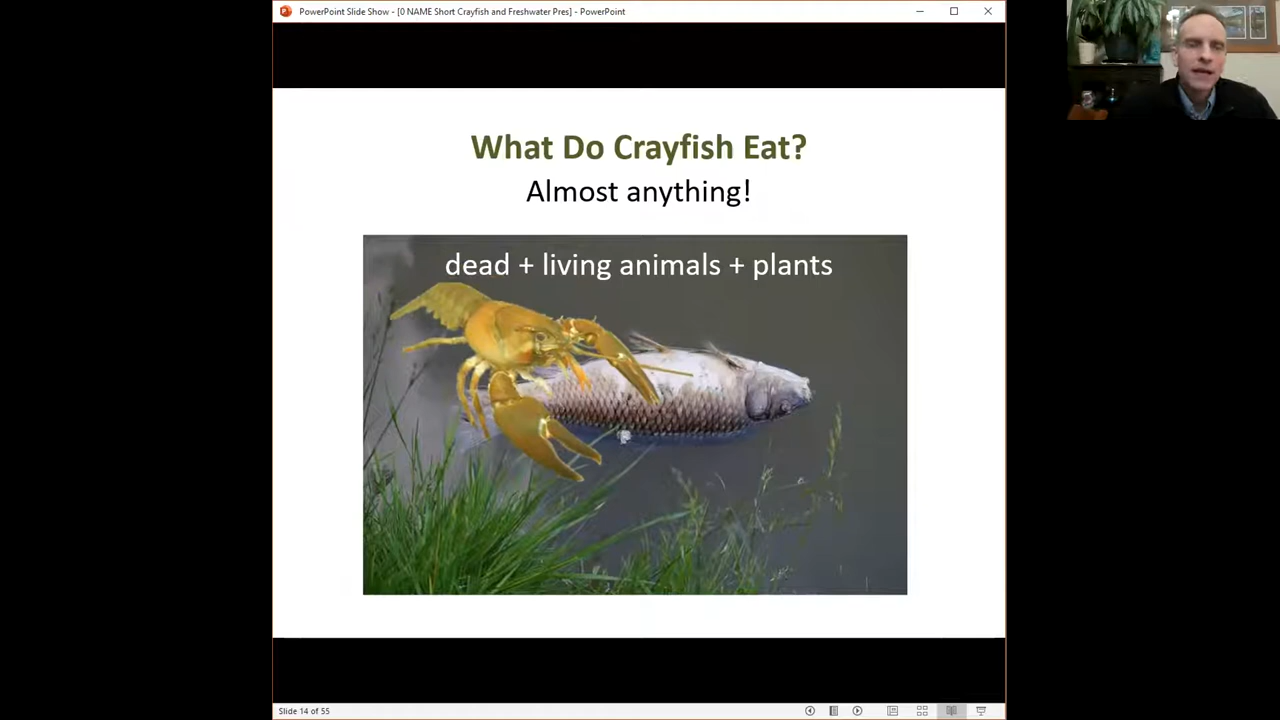 PowerPoint Slide Show - [0 NAME Short Crayfish and Freshwater Pres] - PowerPoint
What Do Crayfish Eat?
Almost anything!
dead + living animals + plants
Slide 14 of 55